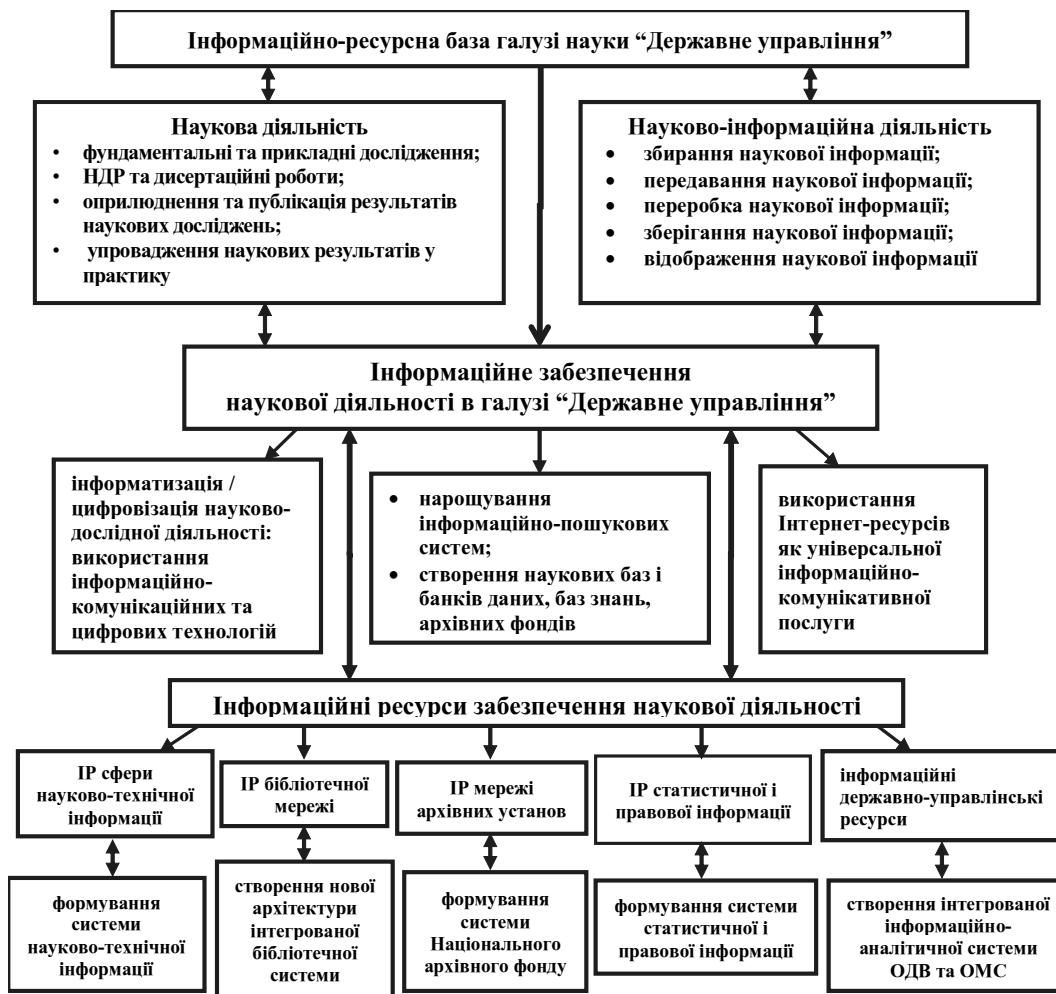 Інформаційно-ресурсна база галузі науки “Державне управління”
Наукова діяльність
• фундаментальні та прикладні дослідження;
• НДР та дисертаційні роботи;
• оприлюднення та публікація результатів
наукових досліджень;
• упровадження наукових результатів у
практику
Науково-інформаційна діяльність
• збирання наукової інформації;
• передавання наукової інформації;
• переробка наукової інформації;
• зберігання наукової інформації;
• відображення наукової інформації
Інформаційне забезпечення
наукової діяльності в галузі “Державне управління”
інформатизація /
цифровізація науково-
дослідної діяльності:
використання
інформаційно-
комунікаційних та
цифрових технологій
• нарощування
інформаційно-пошукових
систем;
• створення наукових баз і
банків даних, баз знань,
архівних фондів
використання
Інтернет-ресурсів
як універсальної
інформаційно-
комунікативної
послуги
Інформаційні ресурси забезпечення наукової діяльності
ІР сфери
науково-технічної
інформації
ІР бібліотечної
мережі
ІР мережі
архівних установ
ІР статистичної і
правової інформації
інформаційні
державно-управлінські
ресурси
формування
системи
науково-технічної
інформації
створення нової
архітектури
інтегрованої
бібліотечної
системи
формування
системи
Національного
архівного фонду
формування системи
статистичної і
правової інформації
створення інтегрованої
інформаційно-
аналітичної системи
ОДВ та ОМС